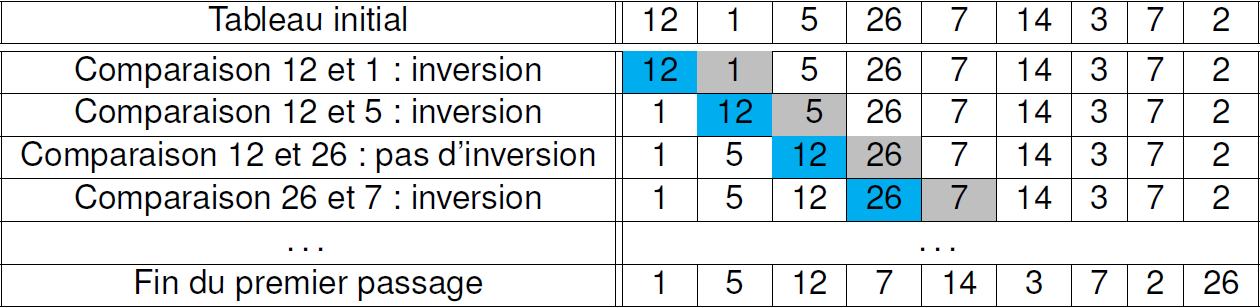 Tableau initial 12 1 5 26 7 14 3 7 2
Comparaison 12 et 1 : inversion 12 1 5 26 7 14 3 7 2
Comparaison 12 et 5 : inversion 1 12 5 26 7 14 3 7 2
Comparaison 12 et 26 : pas d'inversion 1 5 12 26 7 14 3 7 2
Comparaison 26 et 7 : inversion 1 5 12 26 7 14 3 7 2
... ...
Fin du premier passage 1 5 12 7 14 3 7 2 26